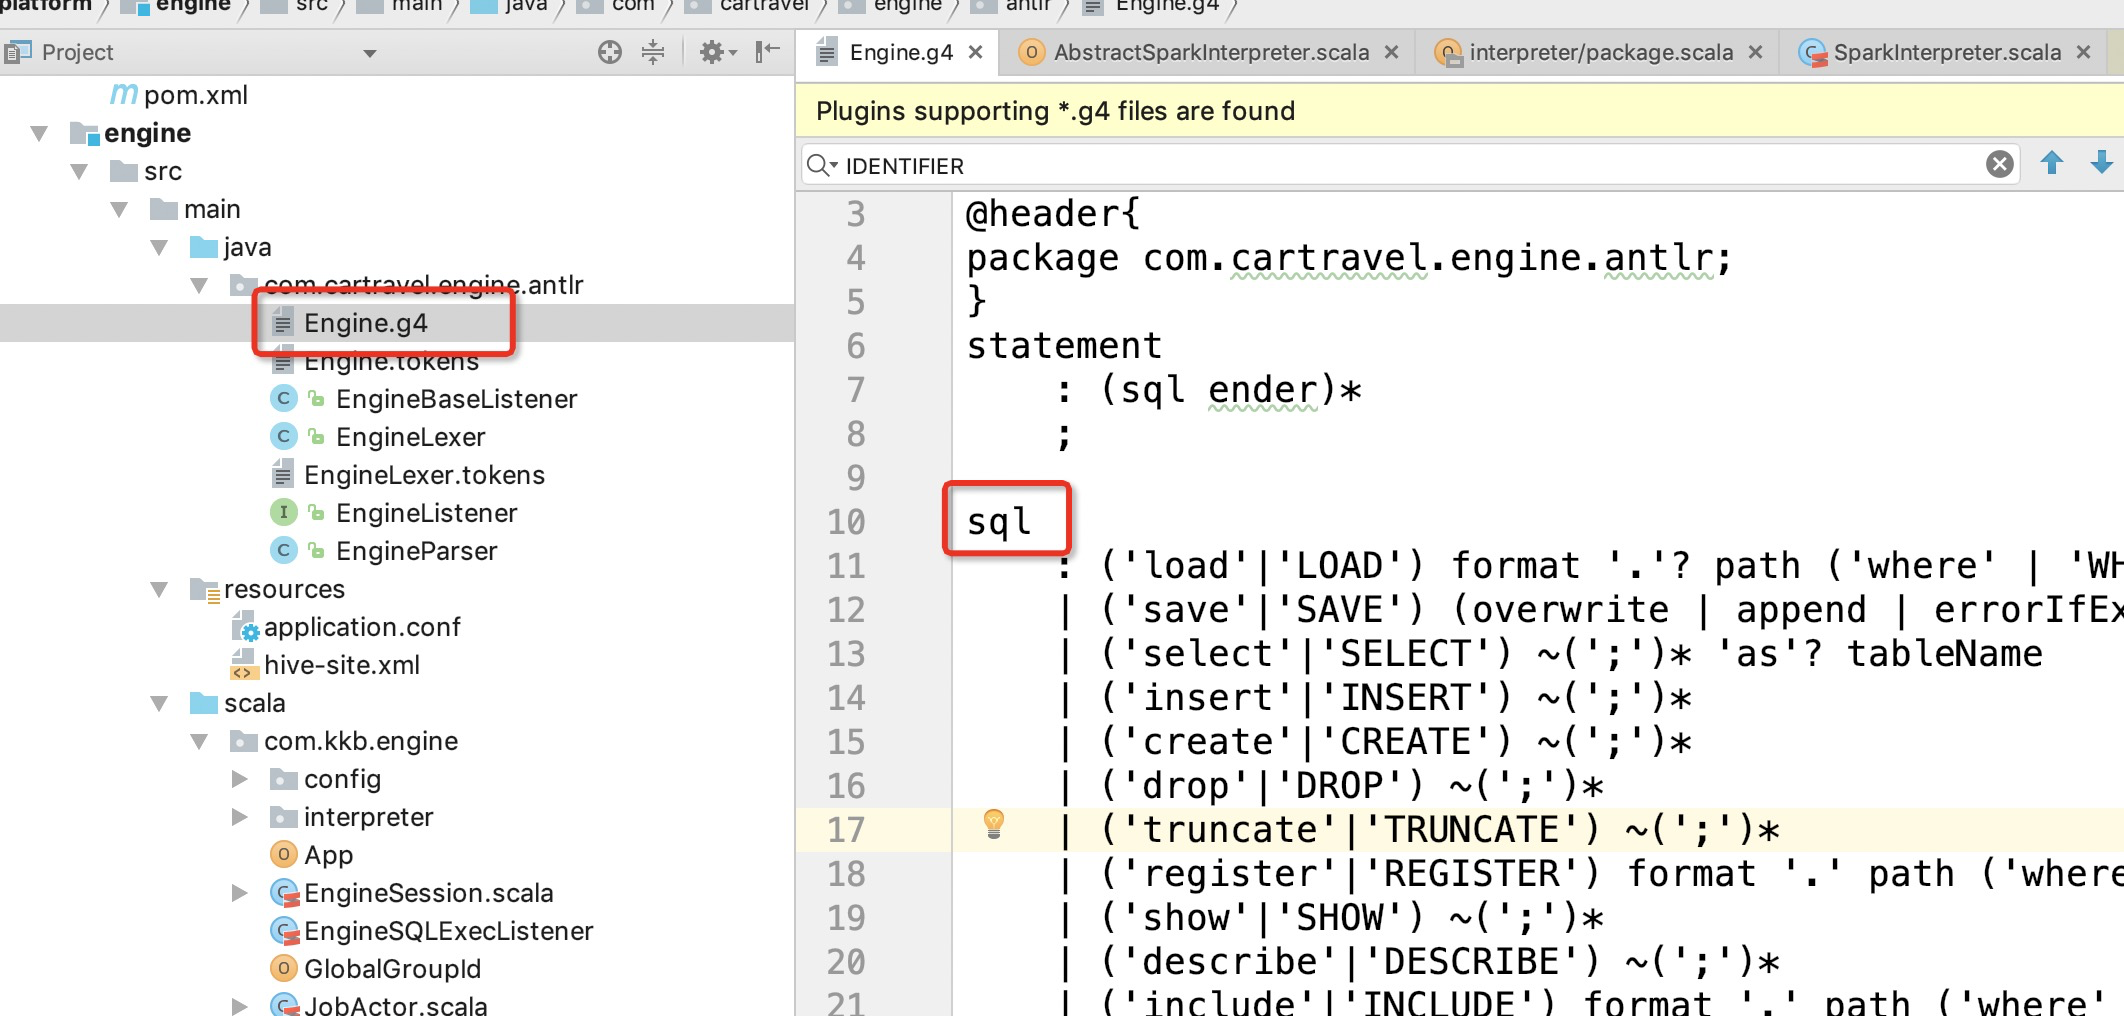 platform engine src main java com cartravel engine antlr Engine.g4
Project
pom.xml
engine
src
main
java
com.cartravel.engine.antlr
Engine.g4
Engine.tokens
EngineBaseListener
EngineLexer
EngineLexer.tokens
EngineListener
EngineParser
resources
application.conf
hive-site.xml
scala
com.kkb.engine
config
interpreter
App
EngineSession.scala
EngineSQLExecListener
GlobalGroupId
JobActor.scala
Engine.g4 AbstractSparkInterpreter.scala interpreter/package.scala SparkInterpreter.scala
Plugins supporting *.g4 files are found
IDENTIFIER
3 @header{
4 package com.cartravel.engine.antlr;
5 }
6 statement
7 : (sql ender)*
8 ;
9
10 sql
11 : ('load'|'LOAD') format '.'? path ('where' | 'WH
12 | ('save'|'SAVE') (overwrite | append | errorIfEx
13 | ('select'|'SELECT') ~(';')* 'as'? tableName
14 | ('insert'|'INSERT') ~(';')*
15 | ('create'|'CREATE') ~(';')*
16 | ('drop'|'DROP') ~(';')*
17 | ('truncate'|'TRUNCATE') ~(';')*
18 | ('register'|'REGISTER') format '.' path ('where
19 | ('show'|'SHOW') ~(';')*
20 | ('describe'|'DESCRIBE') ~(';')*
21 | ('include'|'INCLUDE') format '.' path ('where'